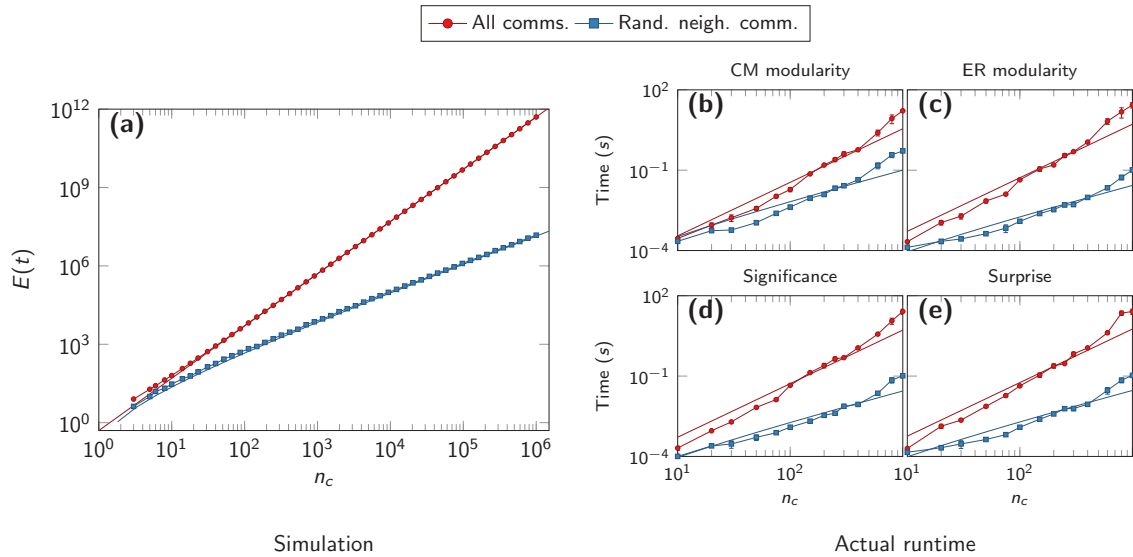 All comms. Rand. neigh. comm.
(a)
E(t)
10^12
10^9
10^6
10^3
10^0
10^0 10^1 10^2 10^3 10^4 10^5 10^6
n_c
Simulation
CM modularity ER modularity
(b) (c)
Time (s)
10^2
10^-1
10^-4
Significance Surprise
(d) (e)
Time (s)
10^2
10^-1
10^-4
10^1 10^2 10^1 10^2
n_c n_c
Actual runtime